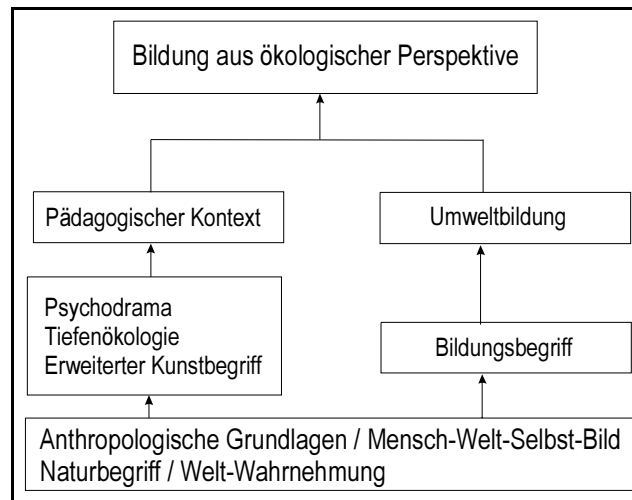 Bildung aus ökologischer Perspektive
Pädagogischer Kontext
Umweltbildung
Psychodrama
Tiefenökologie
Erweiterter Kunstbegriff
Bildungsbegriff
Anthropologische Grundlagen / Mensch-Welt-Selbst-Bild
Naturbegriff / Welt-Wahrnehmung